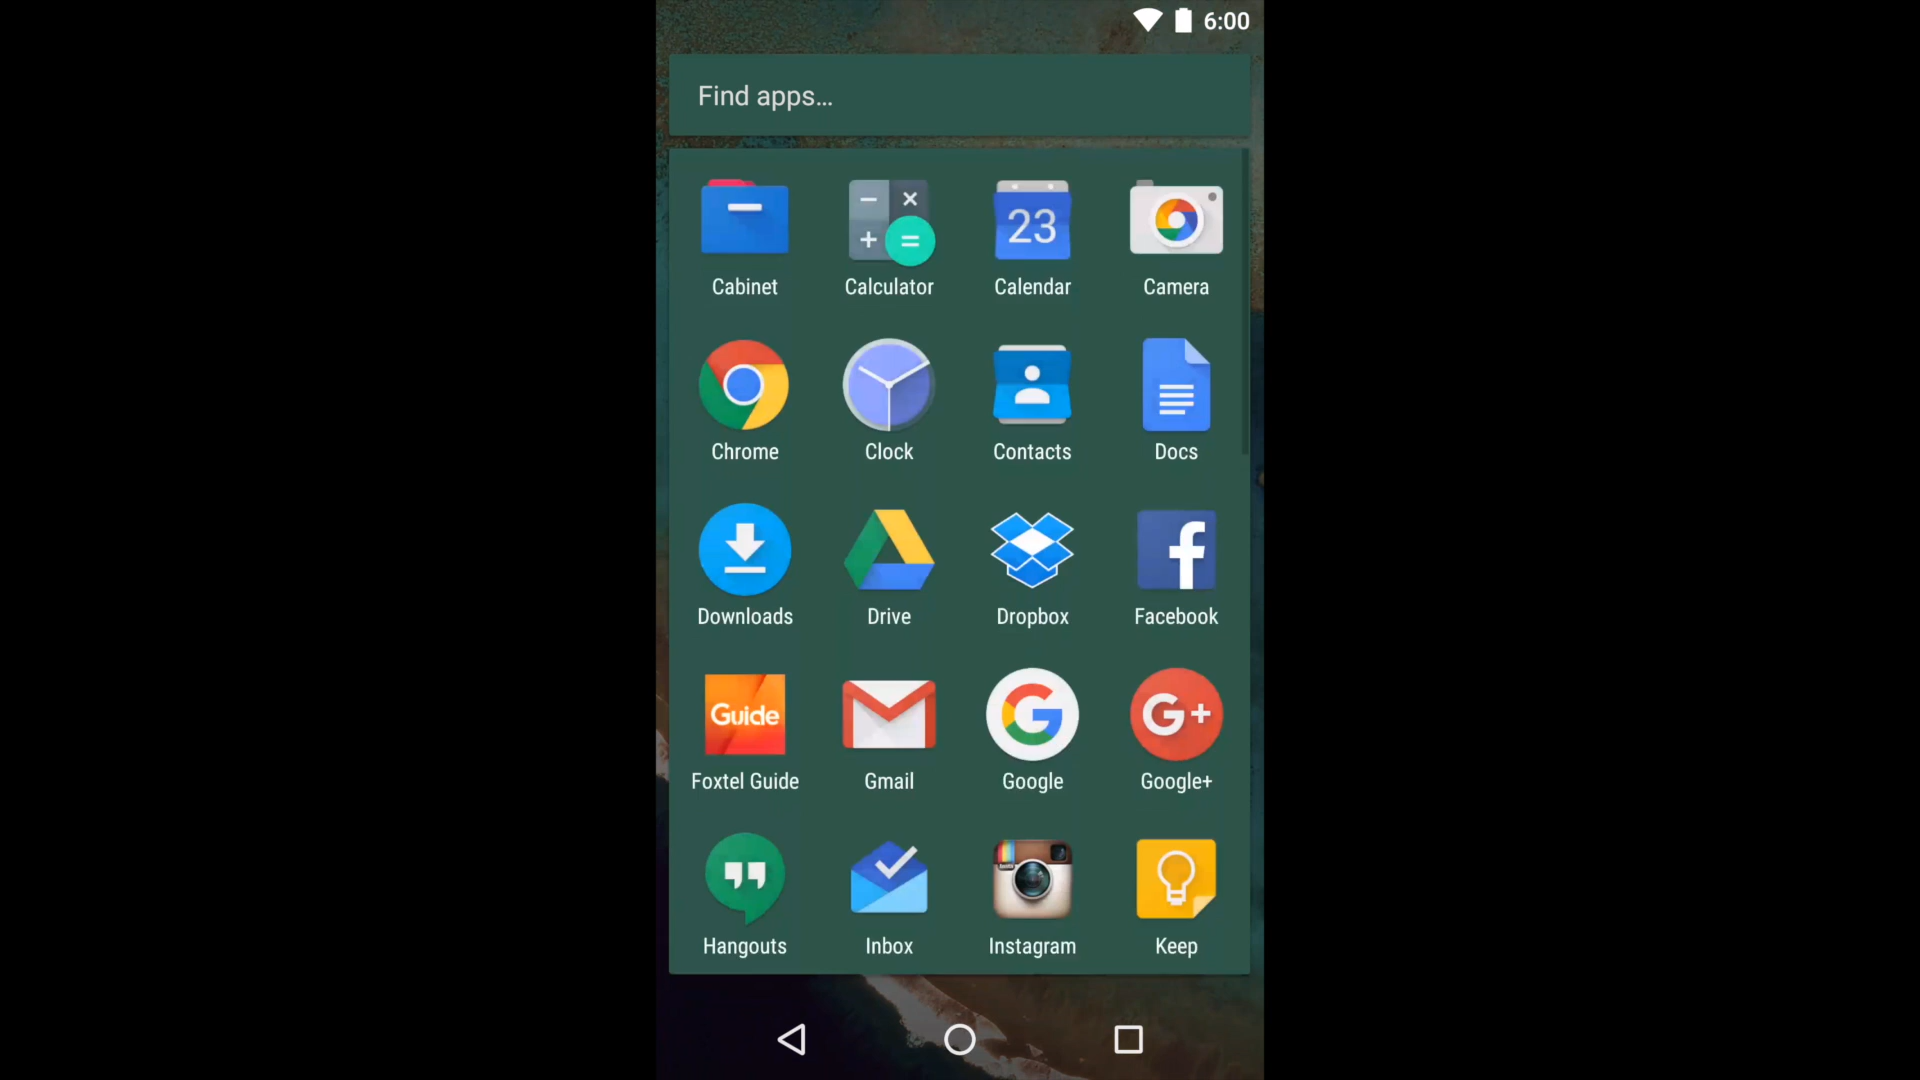 6:00
Find apps…
23
Cabinet Calculator Calendar Camera
Chrome Clock Contacts Docs
f
Downloads Drive Dropbox Facebook
Guide G G+
Foxtel Guide Gmail Google Google+
Hangouts Inbox Instagram Keep